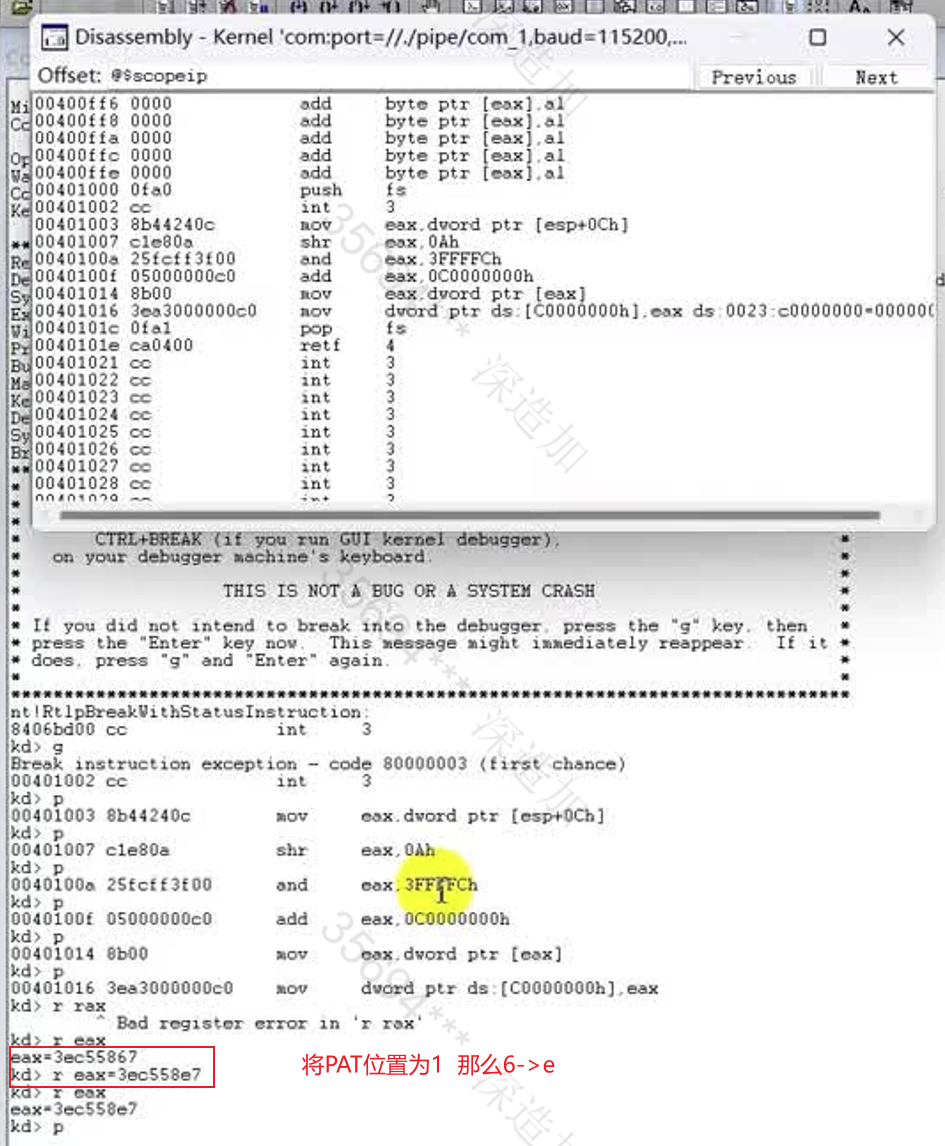 Disassembly - Kernel 'com:port=//./pipe/com_1,baud=115200,...
Offset: @$scopeip
Previous
Next
00400ff6 0000 add byte ptr [eax],al
00400ff8 0000 add byte ptr [eax],al
00400ffa 0000 add byte ptr [eax],al
00400ffc 0000 add byte ptr [eax],al
00400ffe 0000 add byte ptr [eax],al
00401000 0fa0 push fs
00401002 cc int 3
00401003 8b44240c mov eax,dword ptr [esp+0Ch]
00401007 c1e80a shr eax,0Ah
0040100a 25fcff3f00 and eax,3FFFFCh
0040100f 05000000c0 add eax,0C0000000h
00401014 8b00 mov eax,dword ptr [eax]
00401016 3ea3000000c0 mov dword ptr ds:[C0000000h],eax ds:0023:c0000000=000000
0040101c 0fa1 pop fs
0040101e ca0400 retf 4
00401021 cc int 3
00401022 cc int 3
00401023 cc int 3
00401024 cc int 3
00401025 cc int 3
00401026 cc int 3
00401027 cc int 3
00401028 cc int 3
* CTRL+BREAK (if you run GUI kernel debugger), *
* on your debugger machine's keyboard. *
* *
* THIS IS NOT A BUG OR A SYSTEM CRASH *
* *
* If you did not intend to break into the debugger, press the "g" key, then *
* press the "Enter" key now. This message might immediately reappear. If it *
* does, press "g" and "Enter" again. *
* *
*******************************************************************************
nt!RtlpBreakWithStatusInstruction:
8406bd00 cc int 3
kd> g
Break instruction exception - code 80000003 (first chance)
00401002 cc int 3
kd> p
00401003 8b44240c mov eax,dword ptr [esp+0Ch]
kd> p
00401007 c1e80a shr eax,0Ah
kd> p
0040100a 25fcff3f00 and eax,3FFFFCh
kd> p
0040100f 05000000c0 add eax,0C0000000h
kd> p
00401014 8b00 mov eax,dword ptr [eax]
kd> p
00401016 3ea3000000c0 mov dword ptr ds:[C0000000h],eax
kd> r rax
^ Bad register error in 'r rax'
kd> r eax
eax=3ec55867
将PAT位置为1 那么6->e
kd> r eax=3ec558e7
kd> r eax
eax=3ec558e7
kd> p
深造加
35694***
深造加
35694***
深造加
35694***
深造加